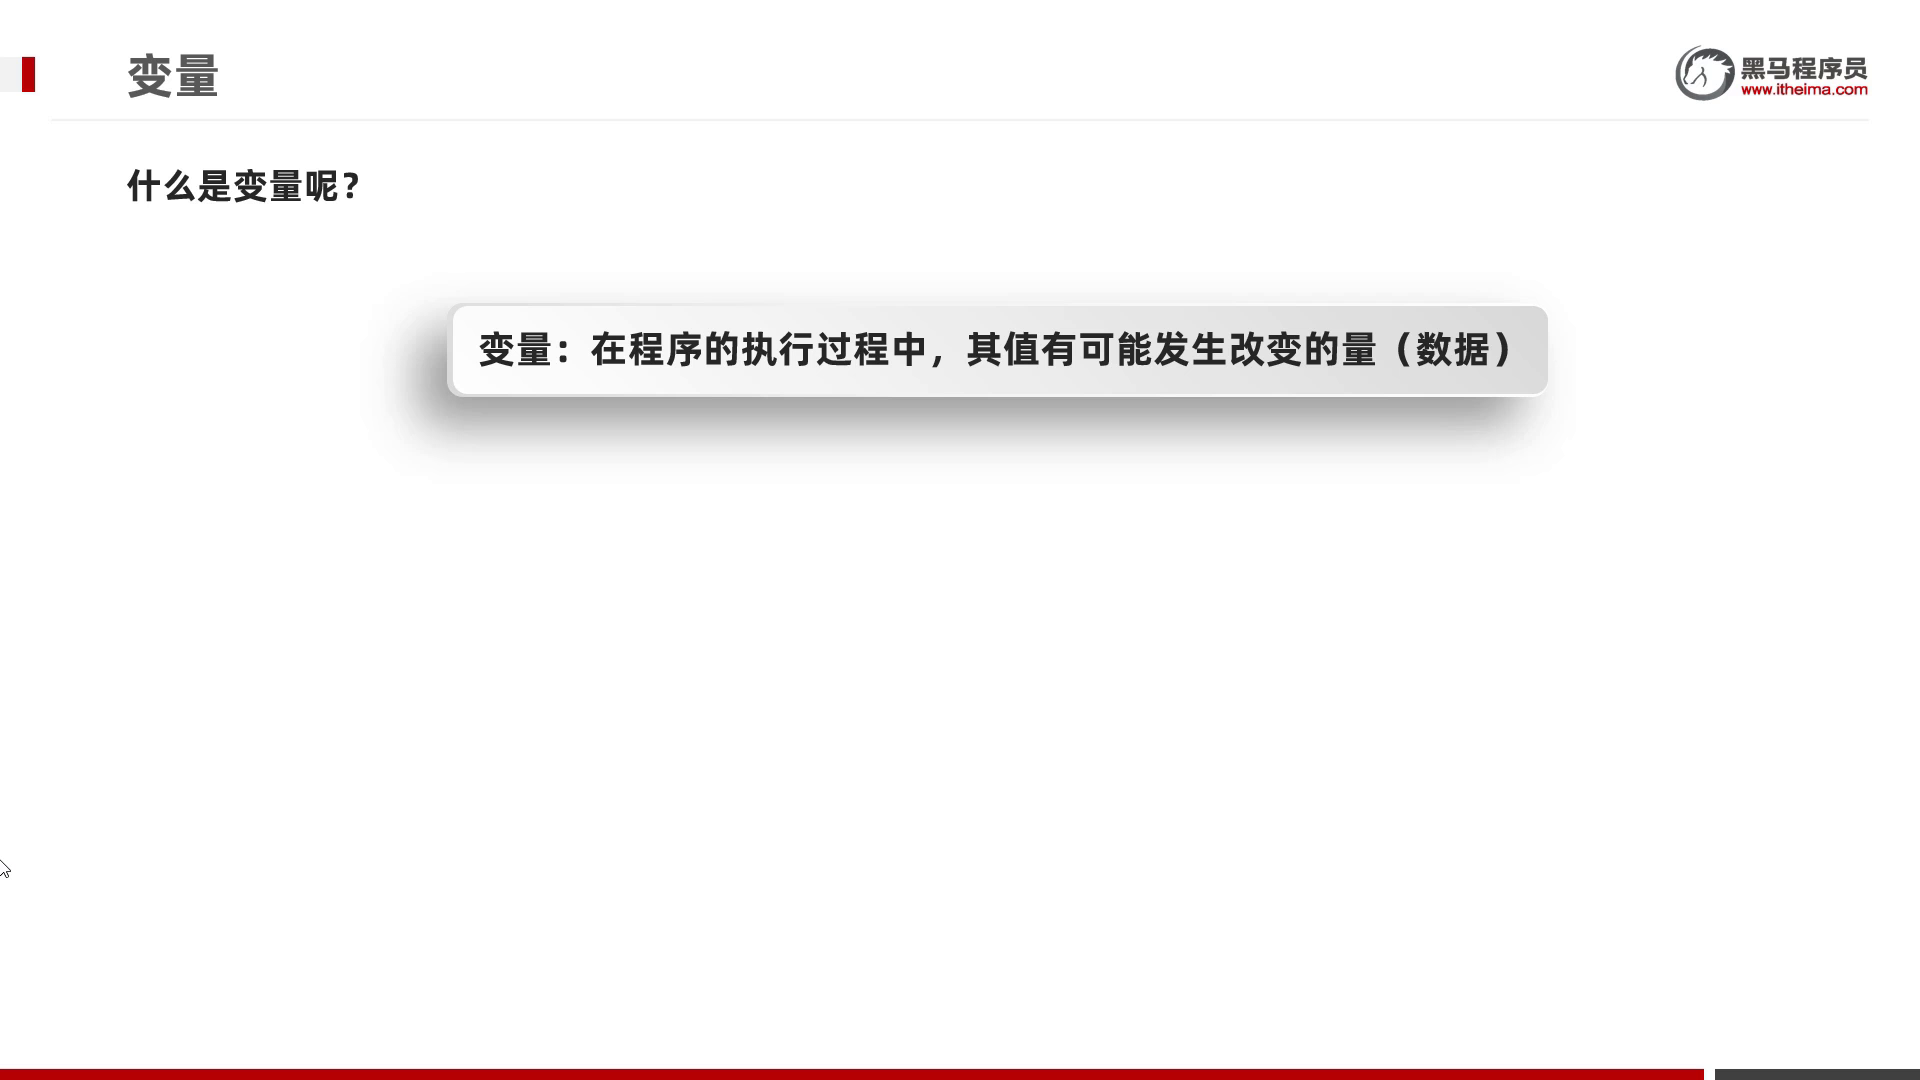 变量
黑马程序员
www.itheima.com
什么是变量呢？
变量：在程序的执行过程中，其值有可能发生改变的量（数据）